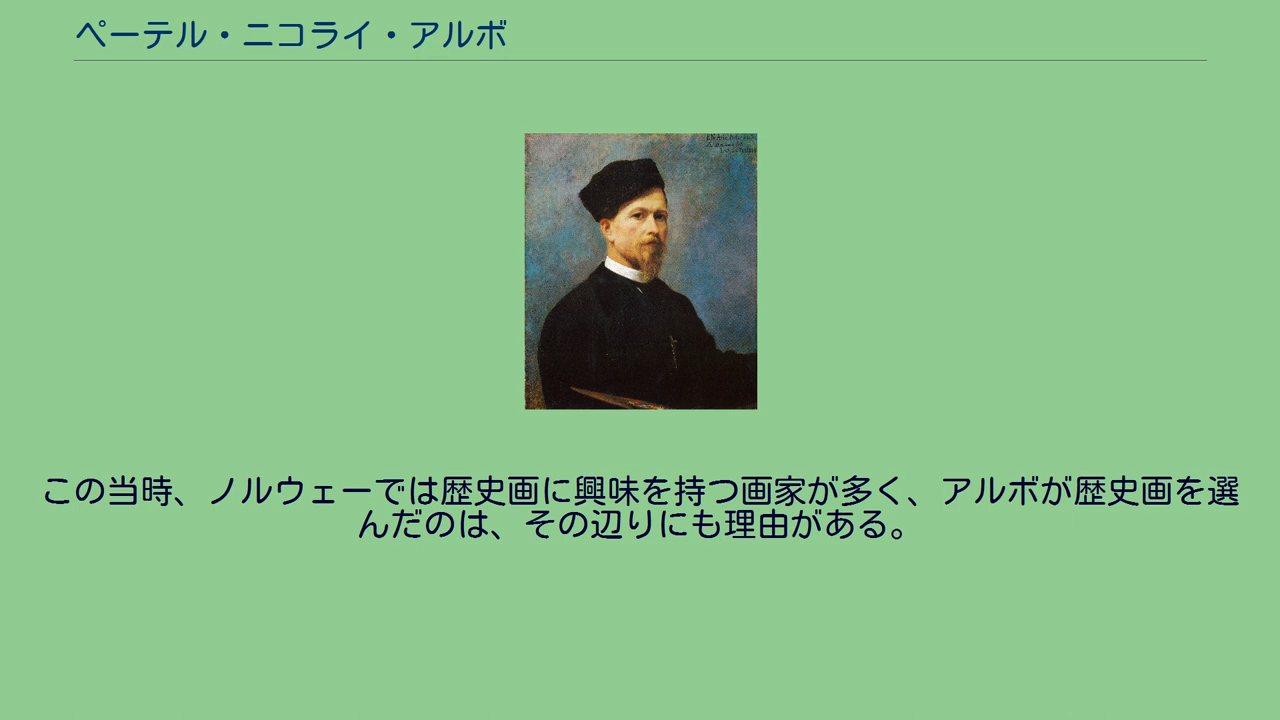 ペーテル・ニコライ・アルボ
この当時、ノルウェーでは歴史画に興味を持つ画家が多く、アルボが歴史画を選
んだのは、その辺りにも理由がある。